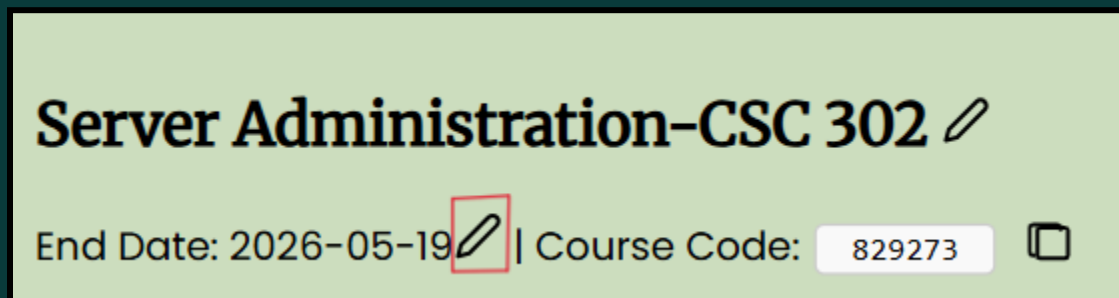 Server Administration-CSC 302
End Date: 2026-05-19 | Course Code: 829273